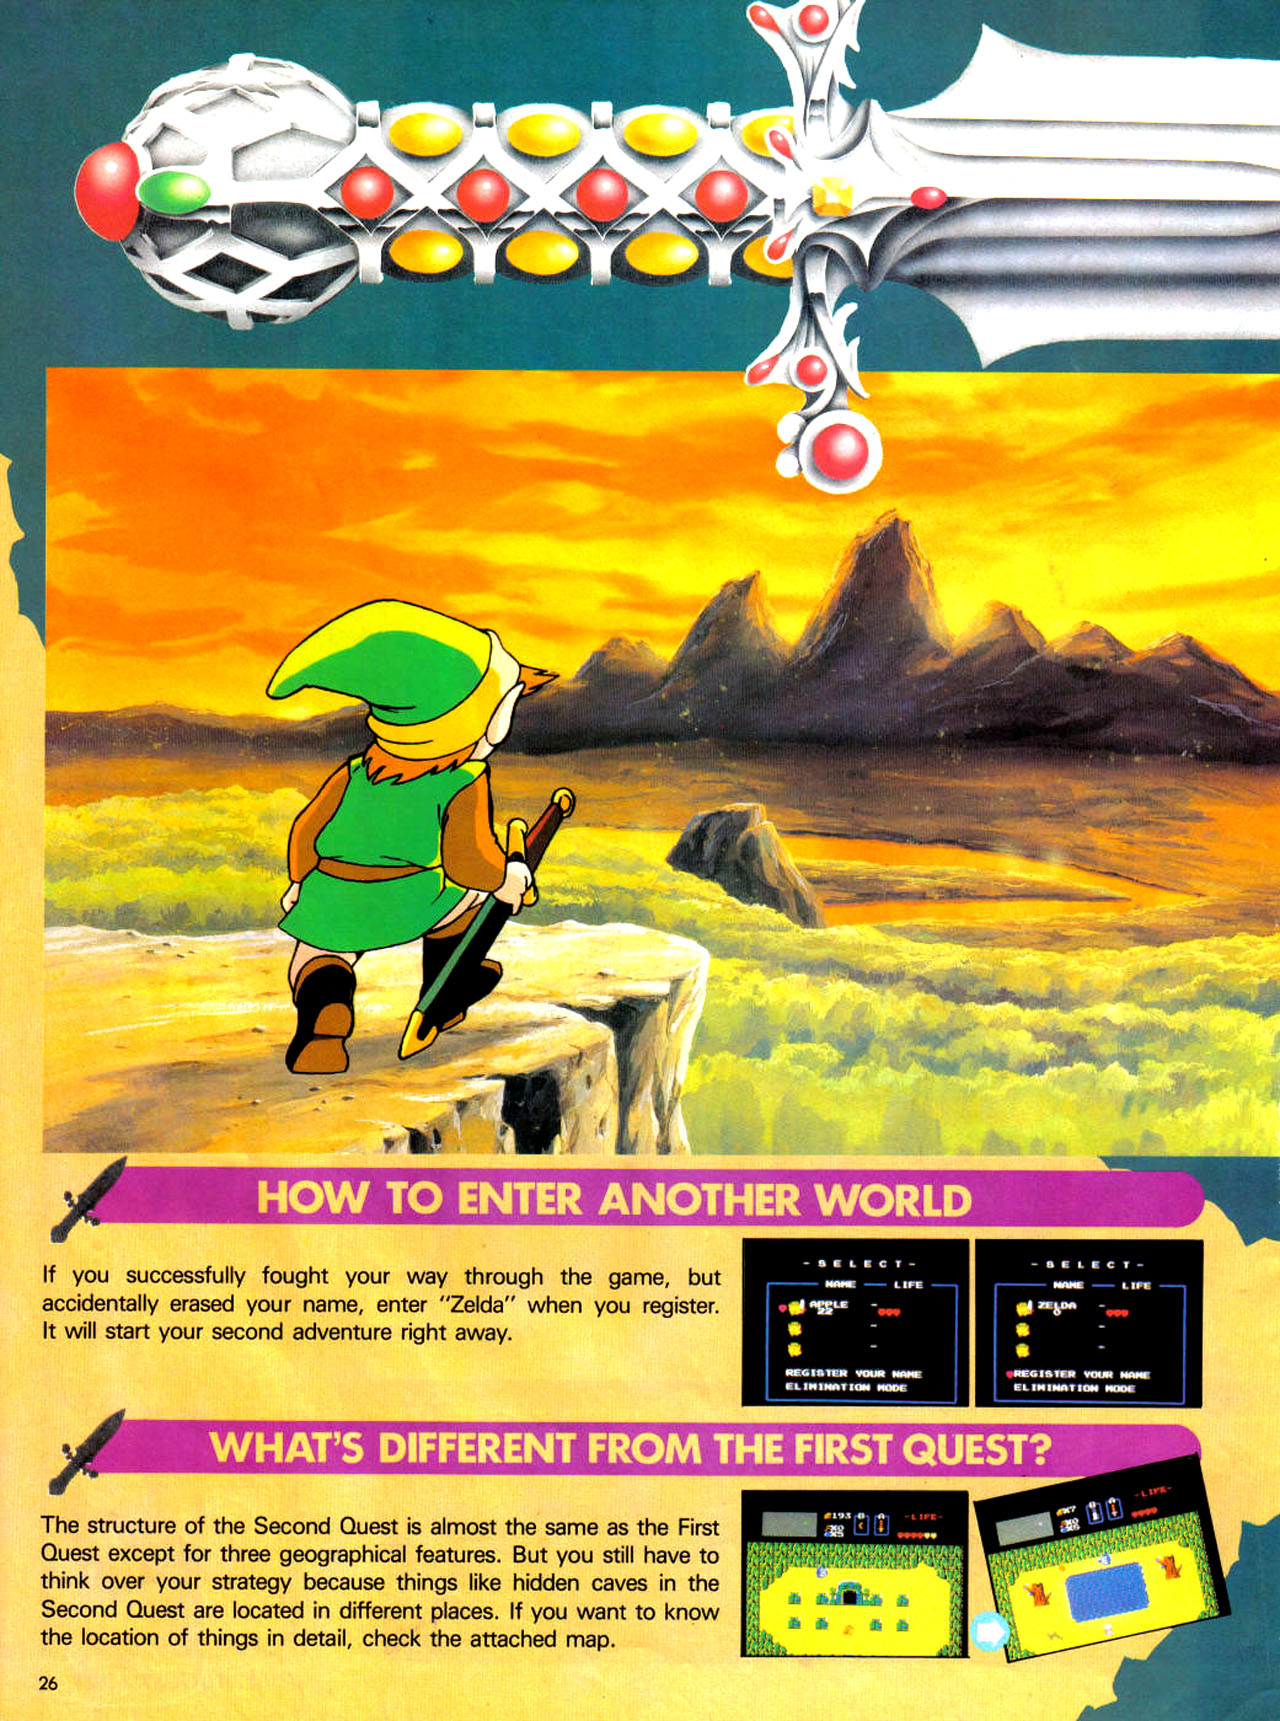 HOW TO ENTER ANOTHER WORLD
If you successfully fought your way through the game, but
accidentally erased your name, enter "Zelda" when you register.
It will start your second adventure right away.
- S E L E C T -
NAME LIFE
APPLE -
22
-
-
REGISTER YOUR NAME
ELIMINATION MODE
- S E L E C T -
NAME LIFE
ZELDA -
0
-
-
REGISTER YOUR NAME
ELIMINATION MODE
WHAT'S DIFFERENT FROM THE FIRST QUEST?
The structure of the Second Quest is almost the same as the First
Quest except for three geographical features. But you still have to
think over your strategy because things like hidden caves in the
Second Quest are located in different places. If you want to know
the location of things in detail, check the attached map.
193 B A -LIFE-
X0
X5
X7 B A -LIFE-
X0
26